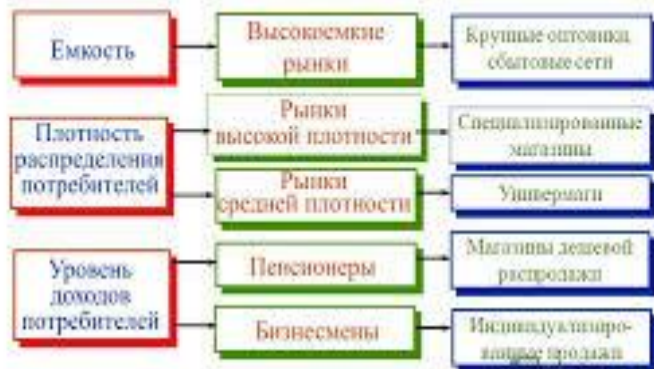 Емкость
Высокоемкие
рынки
Крупные оптовики,
сбытовые сети
Плотность
распределения
потребителей
Рынки
высокой плотности
Специализированные
магазины
Рынки
средней плотности
Универмаги
Уровень
доходов
потребителей
Пенсионеры
Магазины дешевой
распродажи
Бизнесмены
Индивидуализиро-
ванные продажи